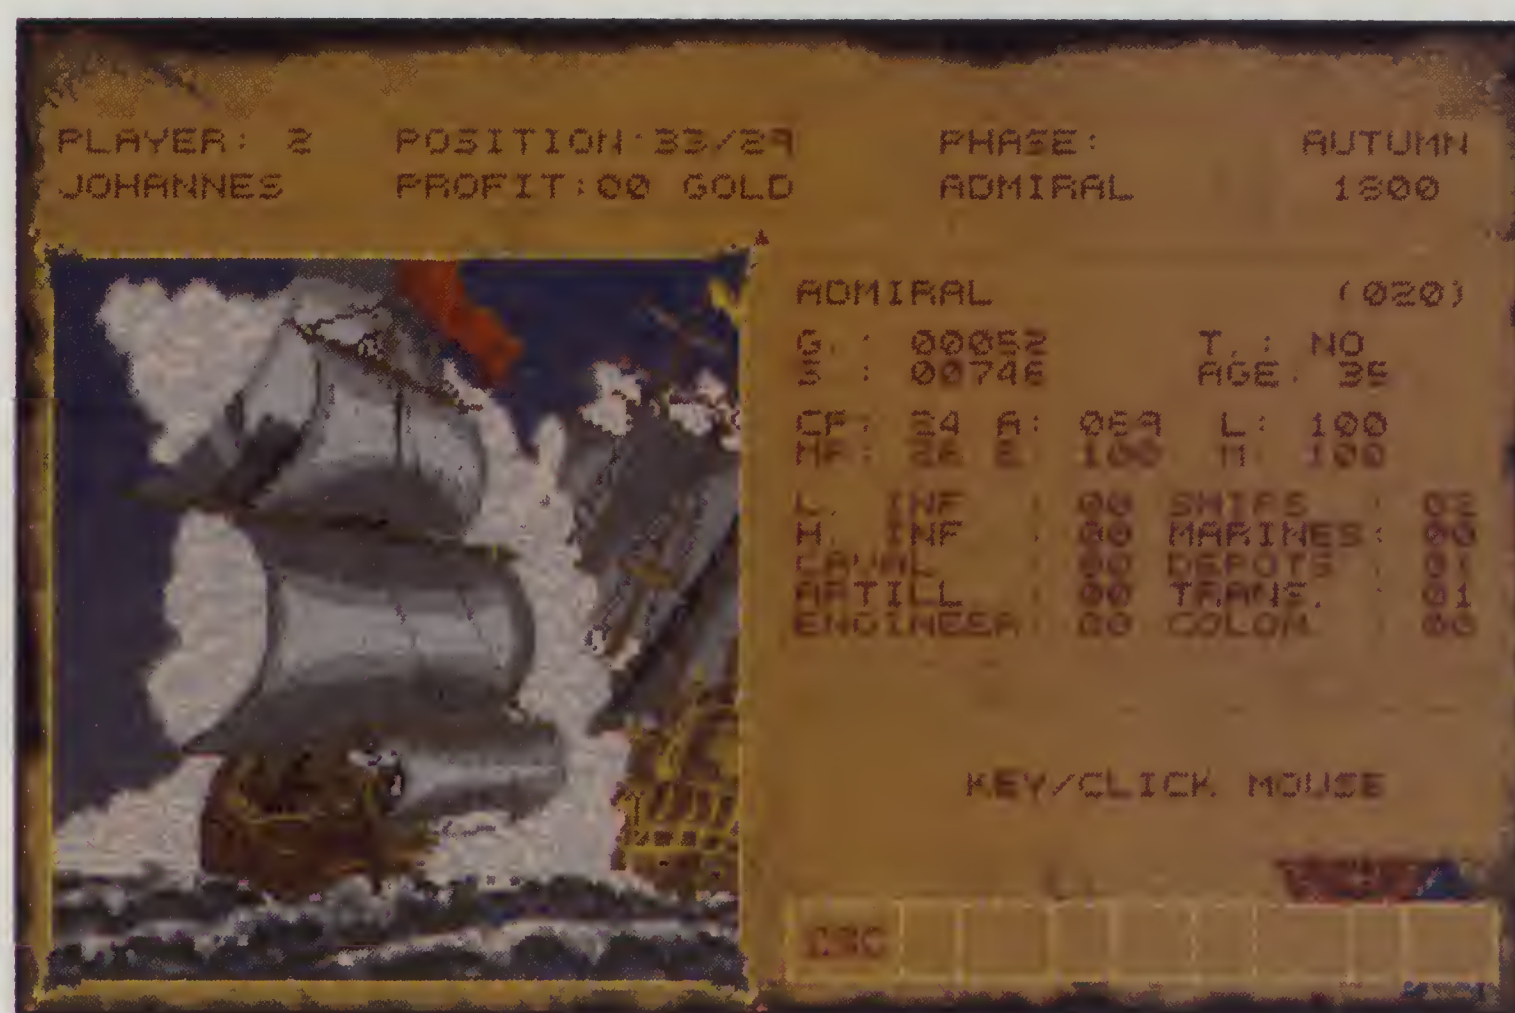 PLAYER: 2 POSITION:33/29 PHASE: AUTUMN
JOHANNES PROFIT:00 GOLD ADMIRAL 1800
ADMIRAL (020)
G.: 00052 T.: NO
S : 00746 AGE: 35
CF: 24 A: 089 L: 100
MP: 26 E: 100 M: 100
L. INF : 00 SHIPS : 02
H. INF : 00 MARINES: 00
CAVAL : 00 DEPOTS : 01
ARTILL : 00 TRANS. : 01
ENGINEER: 00 COLON. : 00
KEY/CLICK MOUSE
ESC